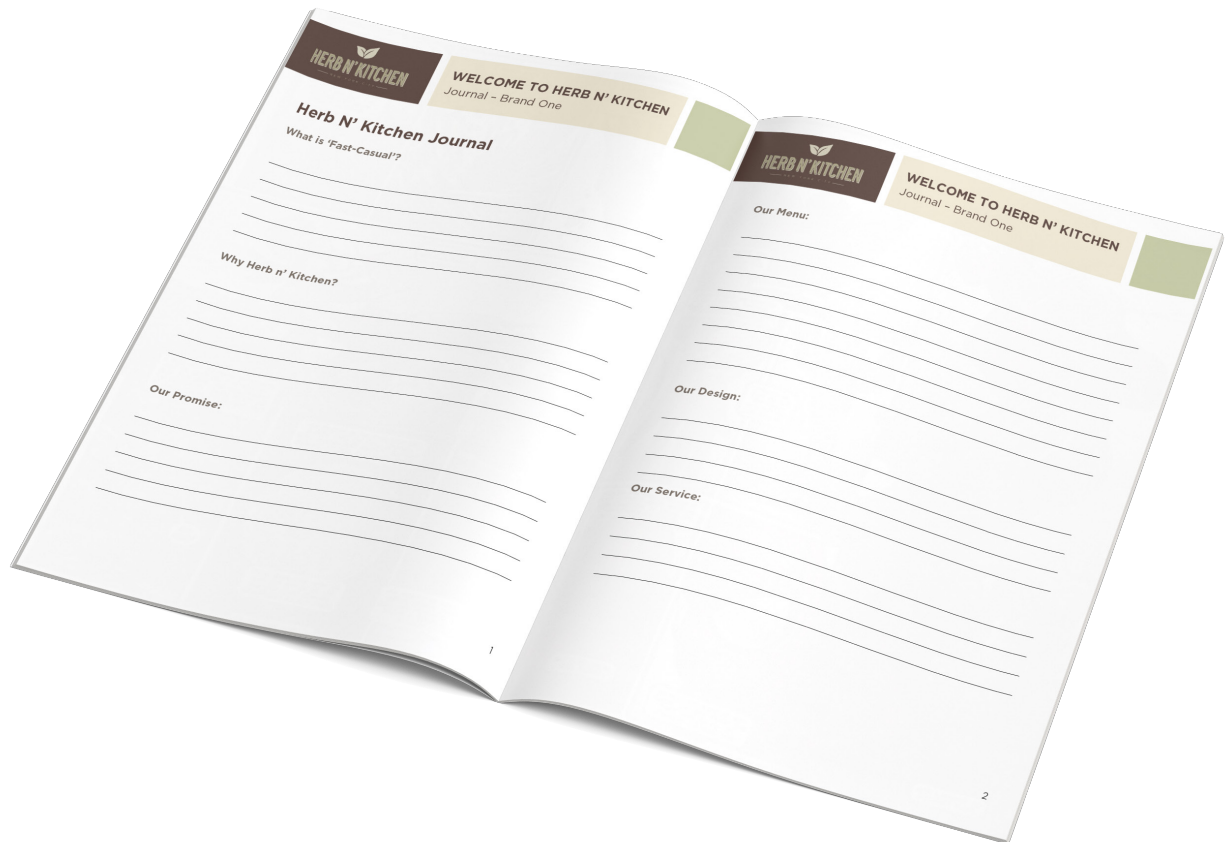 HERB N' KITCHEN
WELCOME TO HERB N' KITCHEN
Journal – Brand One
Herb N' Kitchen Journal
What is 'Fast-Casual'?
Why Herb n' Kitchen?
Our Promise:
1
HERB N' KITCHEN
WELCOME TO HERB N' KITCHEN
Journal – Brand One
Our Menu:
Our Design:
Our Service:
2